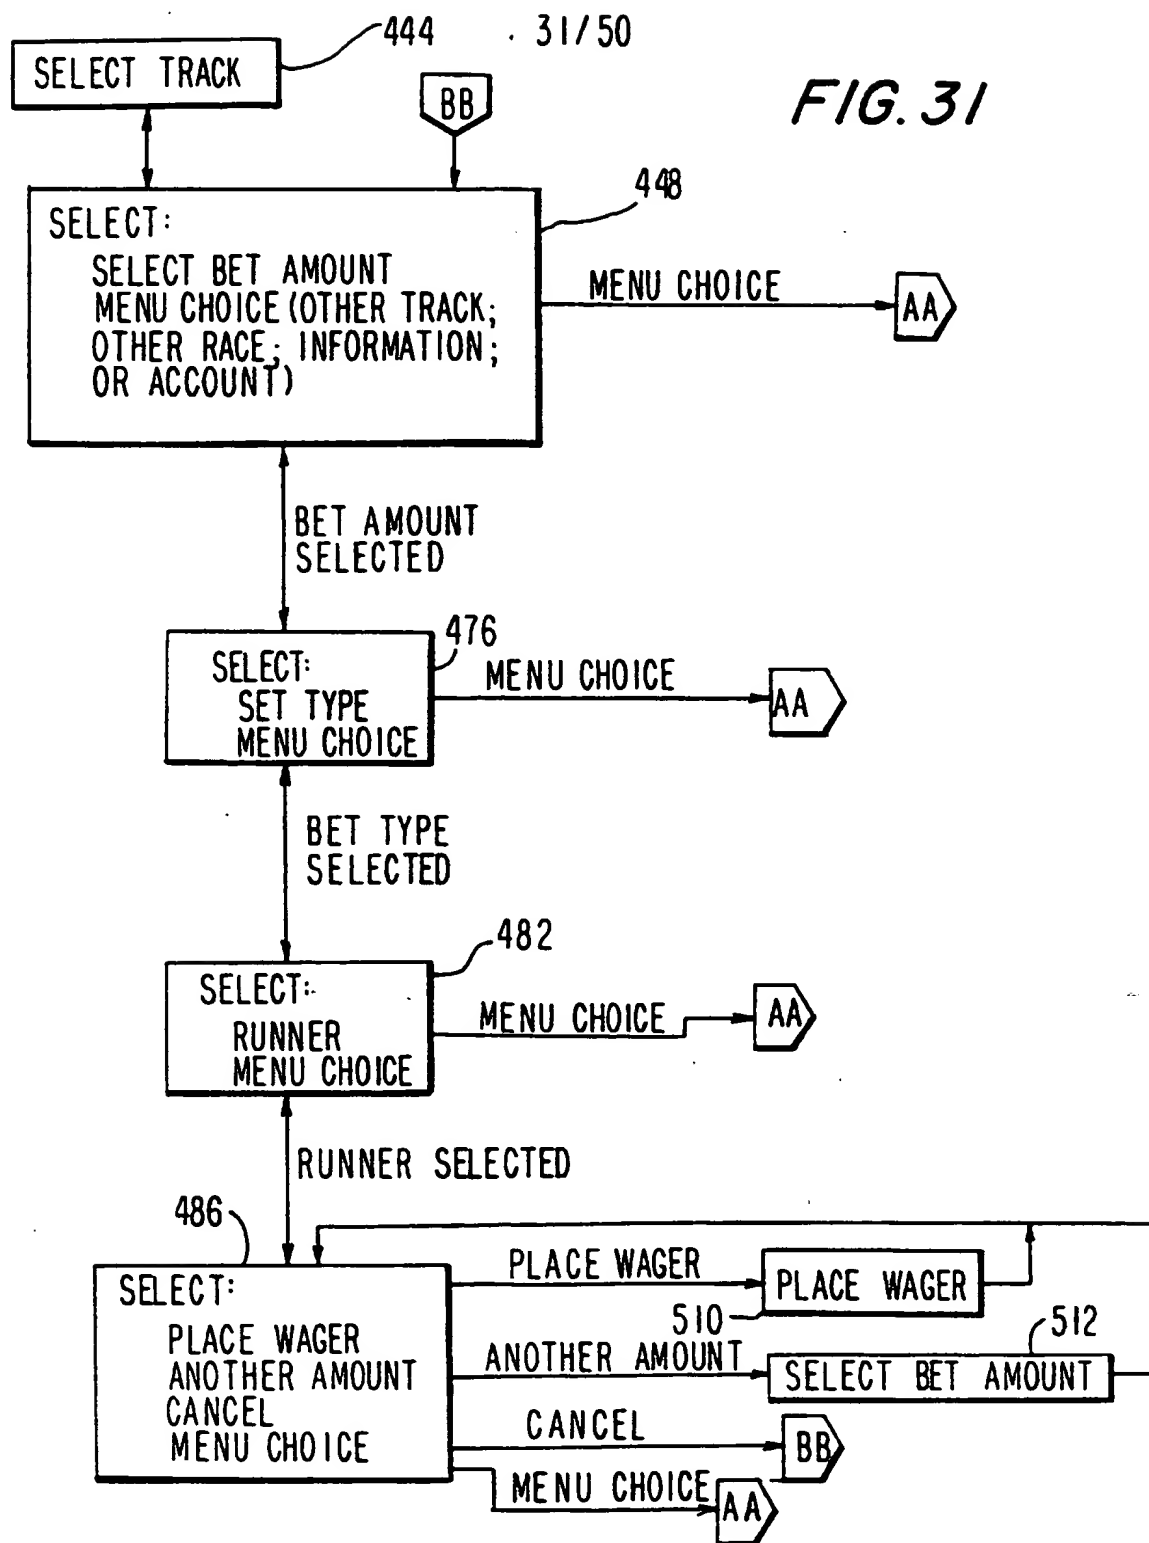 444
31/50
SELECT TRACK
BB
FIG. 31
448
SELECT:
SELECT BET AMOUNT
MENU CHOICE (OTHER TRACK;
OTHER RACE; INFORMATION;
OR ACCOUNT)
MENU CHOICE
AA
BET AMOUNT
SELECTED
476
SELECT:
SET TYPE
MENU CHOICE
MENU CHOICE
AA
BET TYPE
SELECTED
482
SELECT:
RUNNER
MENU CHOICE
MENU CHOICE
AA
RUNNER SELECTED
486
SELECT:
PLACE WAGER
ANOTHER AMOUNT
CANCEL
MENU CHOICE
PLACE WAGER
PLACE WAGER
510
512
ANOTHER AMOUNT
SELECT BET AMOUNT
CANCEL
BB
MENU CHOICE
AA